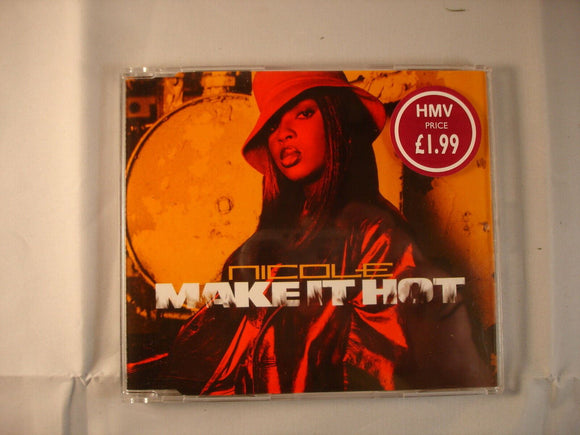 HMV
PRICE
£1.99
NICOLE
MAKE IT HOT